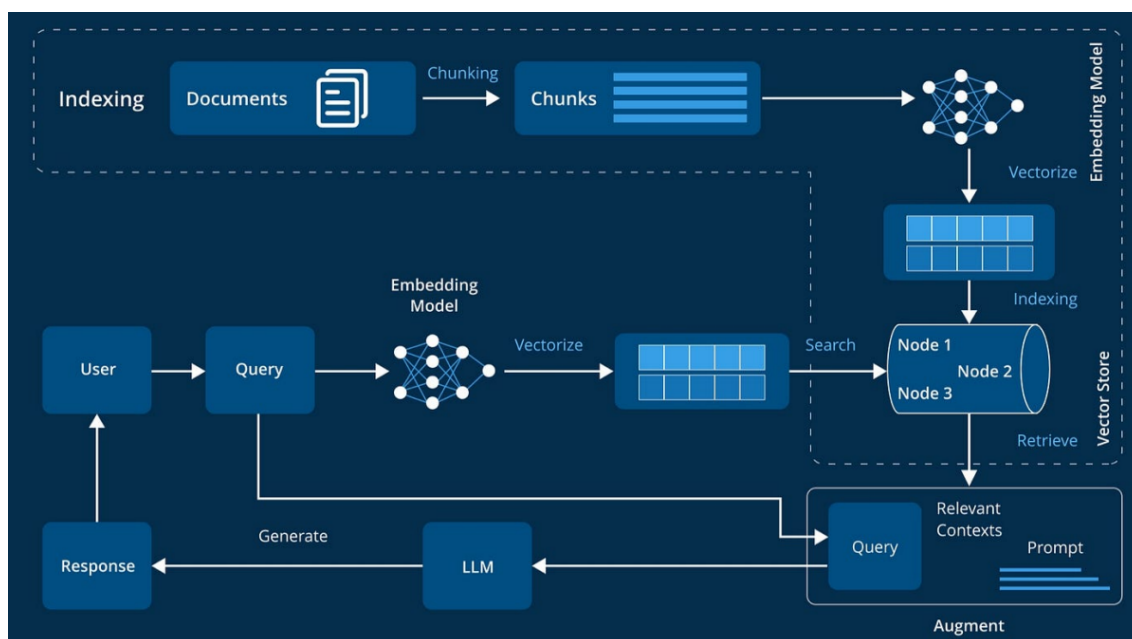 Indexing
Documents
Chunking
Chunks
Embedding Model
Vectorize
Indexing
Embedding
Model
User
Query
Vectorize
Search
Node 1
Node 2
Node 3
Vector Store
Retrieve
Relevant
Contexts
Query
Prompt
Generate
Response
LLM
Augment